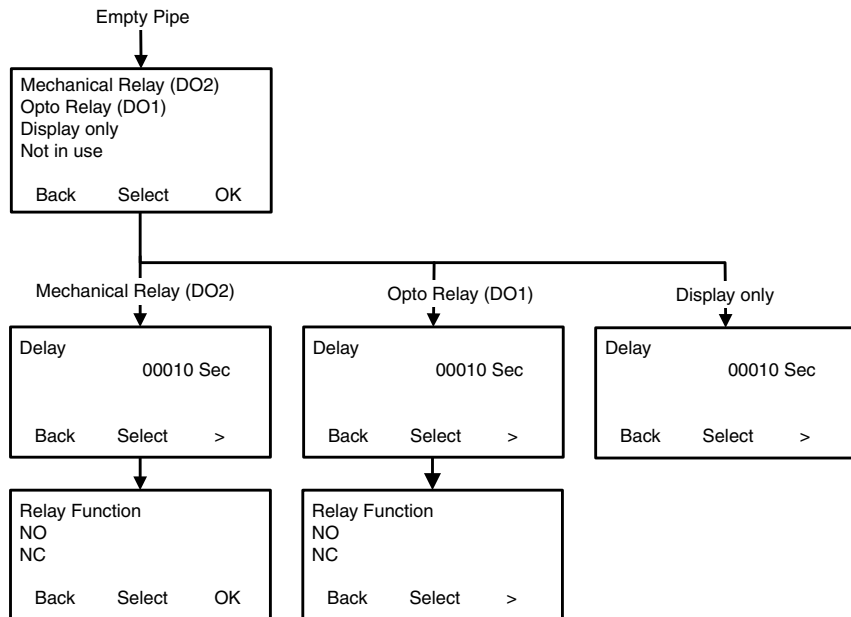 Empty Pipe
Mechanical Relay (DO2)
Opto Relay (DO1)
Display only
Not in use
Back Select OK
Mechanical Relay (DO2)
Opto Relay (DO1)
Display only
Delay
00010 Sec
Back Select >
Delay
00010 Sec
Back Select >
Delay
00010 Sec
Back Select >
Relay Function
NO
NC
Back Select OK
Relay Function
NO
NC
Back Select >